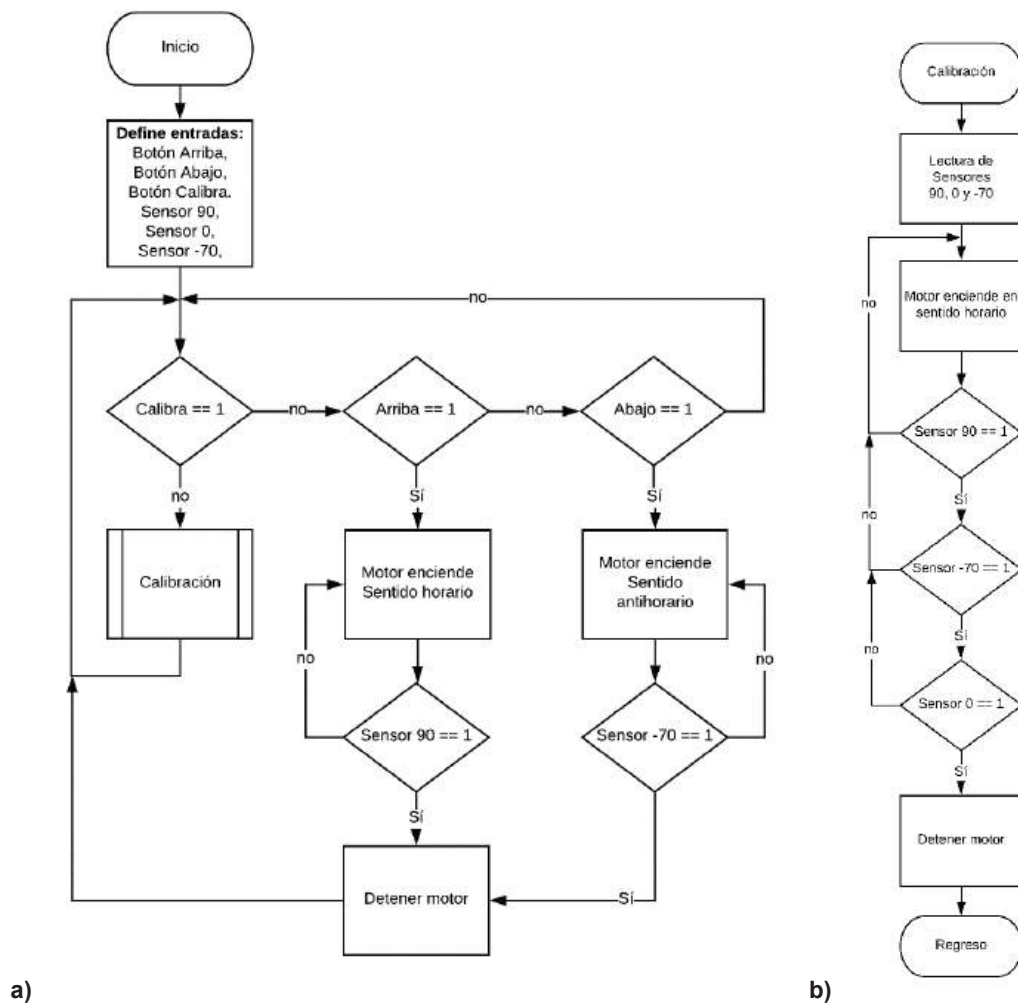 Inicio
Define entradas:
Botón Arriba,
Botón Abajo,
Botón Calibra.
Sensor 90,
Sensor 0,
Sensor -70,
no
Calibra == 1
no
Arriba == 1
no
Abajo == 1
no
Sí
Sí
Calibración
Motor enciende
Sentido horario
Motor enciende
Sentido
antihorario
no
no
Sensor 90 == 1
Sensor -70 == 1
Sí
Detener motor
Sí
a)
Calibración
Lectura de
Sensores
90, 0 y -70
Motor enciende en
sentido horario
no
Sensor 90 == 1
Sí
no
Sensor -70 == 1
Sí
no
Sensor 0 == 1
Sí
Detener motor
Regreso
b)